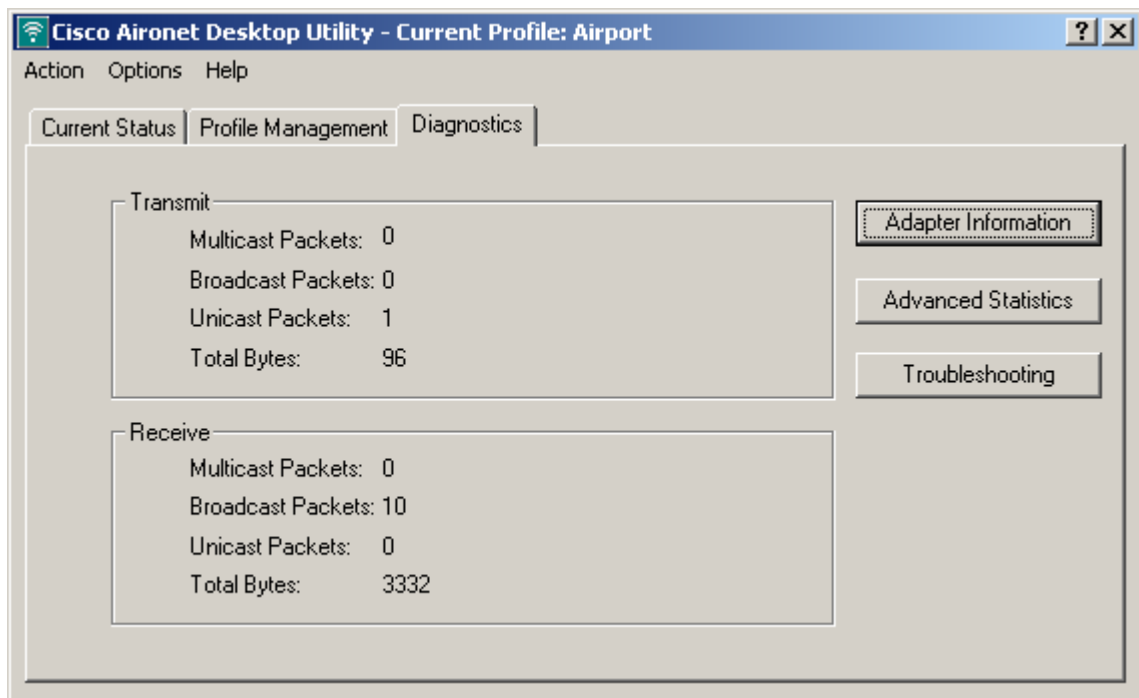 Cisco Aironet Desktop Utility - Current Profile: Airport
Action Options Help
Current Status Profile Management Diagnostics
Transmit
Multicast Packets: 0
Broadcast Packets: 0
Unicast Packets: 1
Total Bytes: 96
Receive
Multicast Packets: 0
Broadcast Packets: 10
Unicast Packets: 0
Total Bytes: 3332
Adapter Information
Advanced Statistics
Troubleshooting